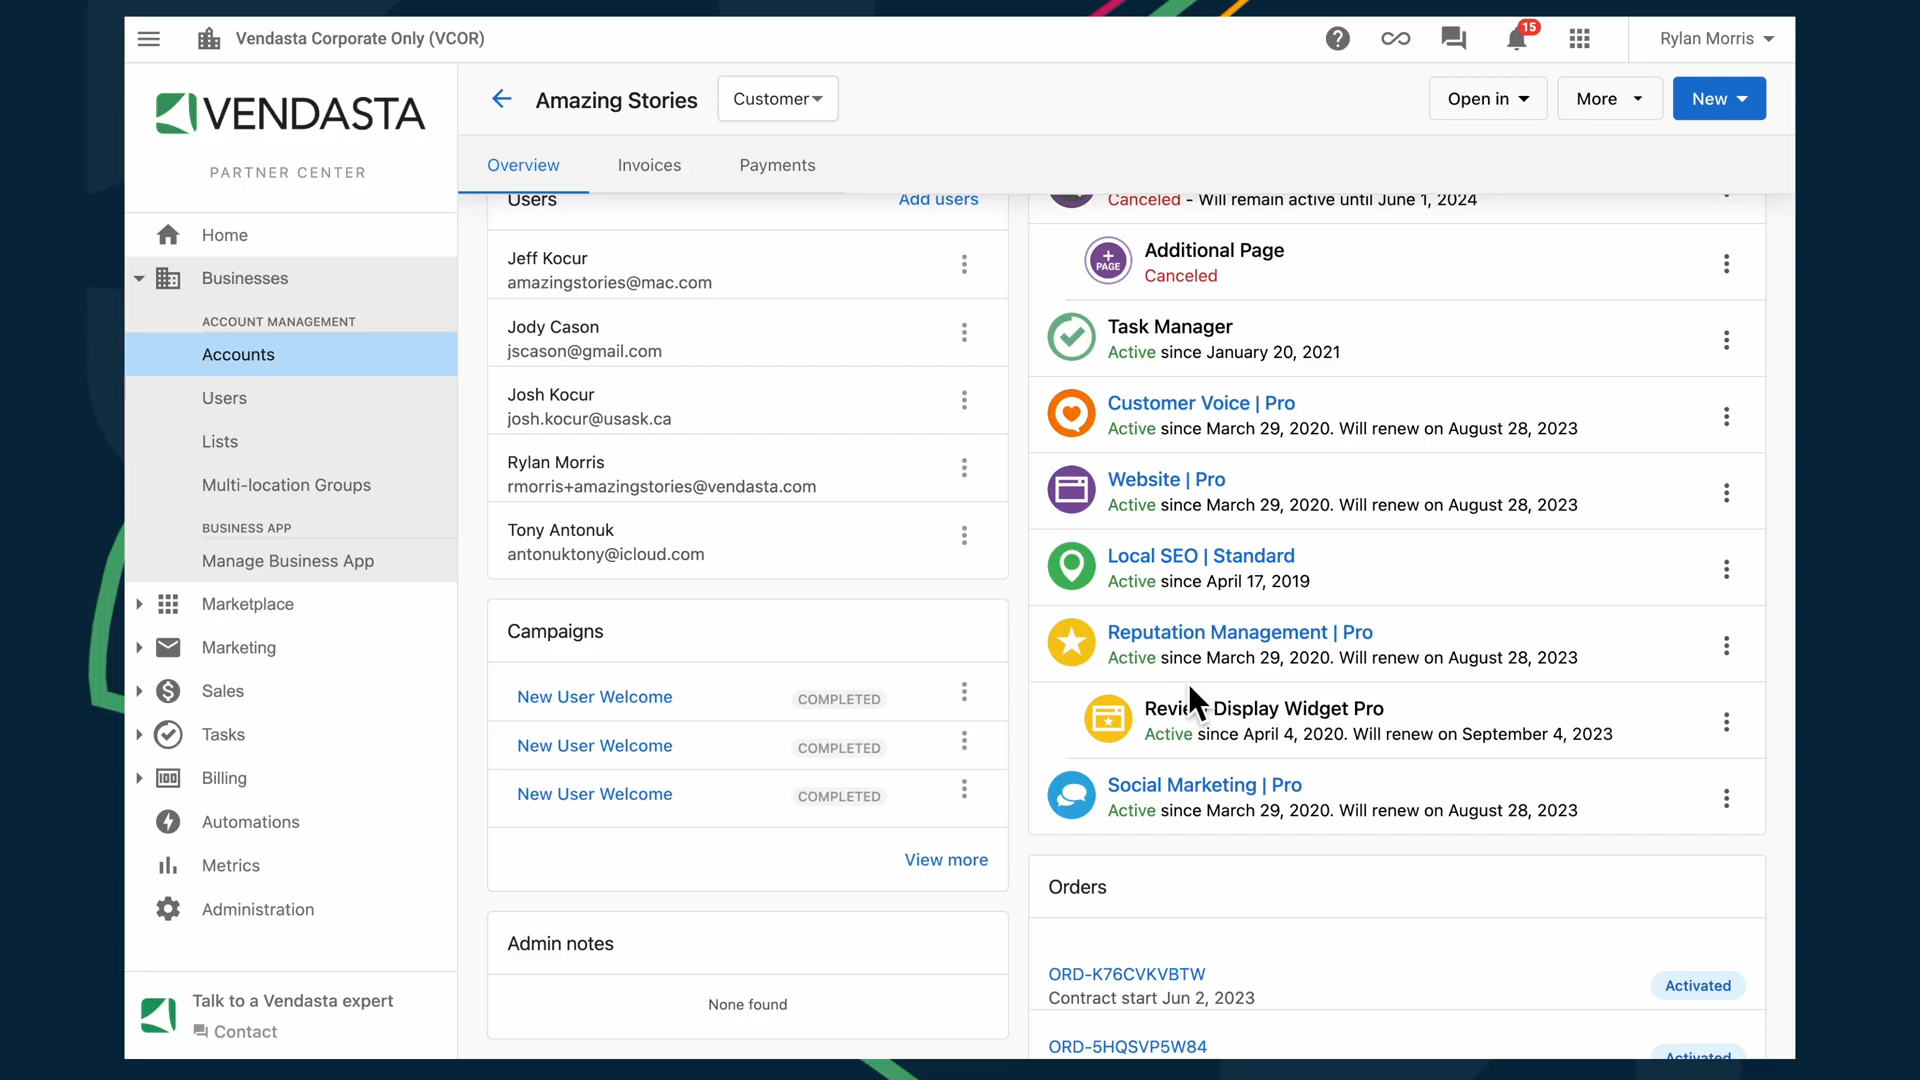 Vendasta Corporate Only (VCOR)
15
Rylan Morris
VENDASTA
PARTNER CENTER
Amazing Stories
Customer
Open in
More
New
Overview
Invoices
Payments
Home
Businesses
ACCOUNT MANAGEMENT
Accounts
Users
Lists
Multi-location Groups
BUSINESS APP
Manage Business App
Marketplace
Marketing
Sales
Tasks
Billing
Automations
Metrics
Administration
Talk to a Vendasta expert
Contact
Users
Add users
Jeff Kocur
amazingstories@mac.com
Jody Cason
jscason@gmail.com
Josh Kocur
josh.kocur@usask.ca
Rylan Morris
rmorris+amazingstories@vendasta.com
Tony Antonuk
antonuktony@icloud.com
Campaigns
New User Welcome COMPLETED
New User Welcome COMPLETED
New User Welcome COMPLETED
View more
Admin notes
None found
Canceled - Will remain active until June 1, 2024
+ PAGE
Additional Page
Canceled
Task Manager
Active since January 20, 2021
Customer Voice | Pro
Active since March 29, 2020. Will renew on August 28, 2023
Website | Pro
Active since March 29, 2020. Will renew on August 28, 2023
Local SEO | Standard
Active since April 17, 2019
Reputation Management | Pro
Active since March 29, 2020. Will renew on August 28, 2023
Review Display Widget Pro
Active since April 4, 2020. Will renew on September 4, 2023
Social Marketing | Pro
Active since March 29, 2020. Will renew on August 28, 2023
Orders
ORD-K76CVKVBTW
Contract start Jun 2, 2023
Activated
ORD-5HQSVP5W84
Activated